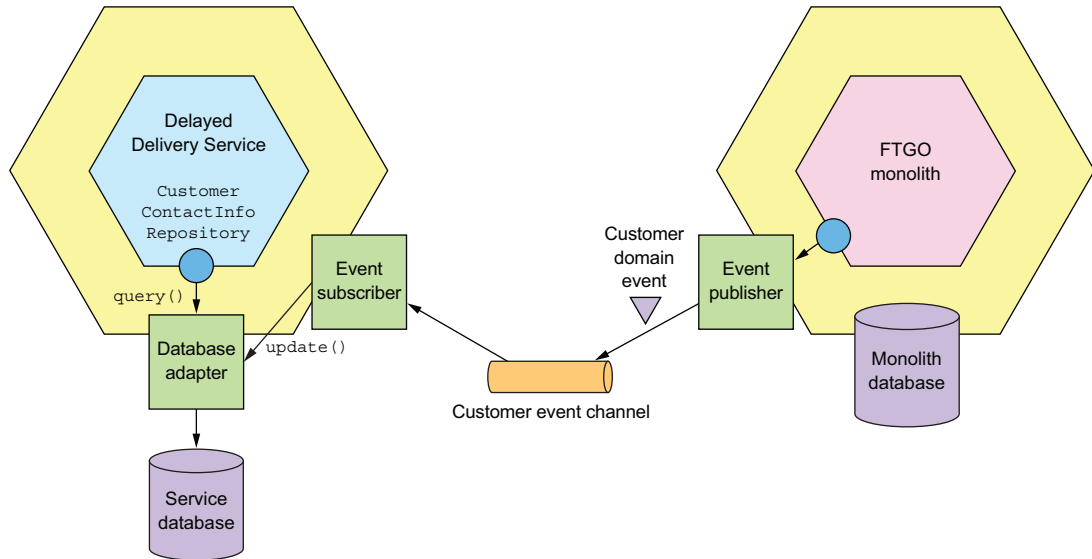 Delayed
Delivery Service
Customer
ContactInfo
Repository
query()
Event
subscriber
update()
Database
adapter
Service
database
Customer
domain
event
Customer event channel
Event
publisher
FTGO
monolith
Monolith
database